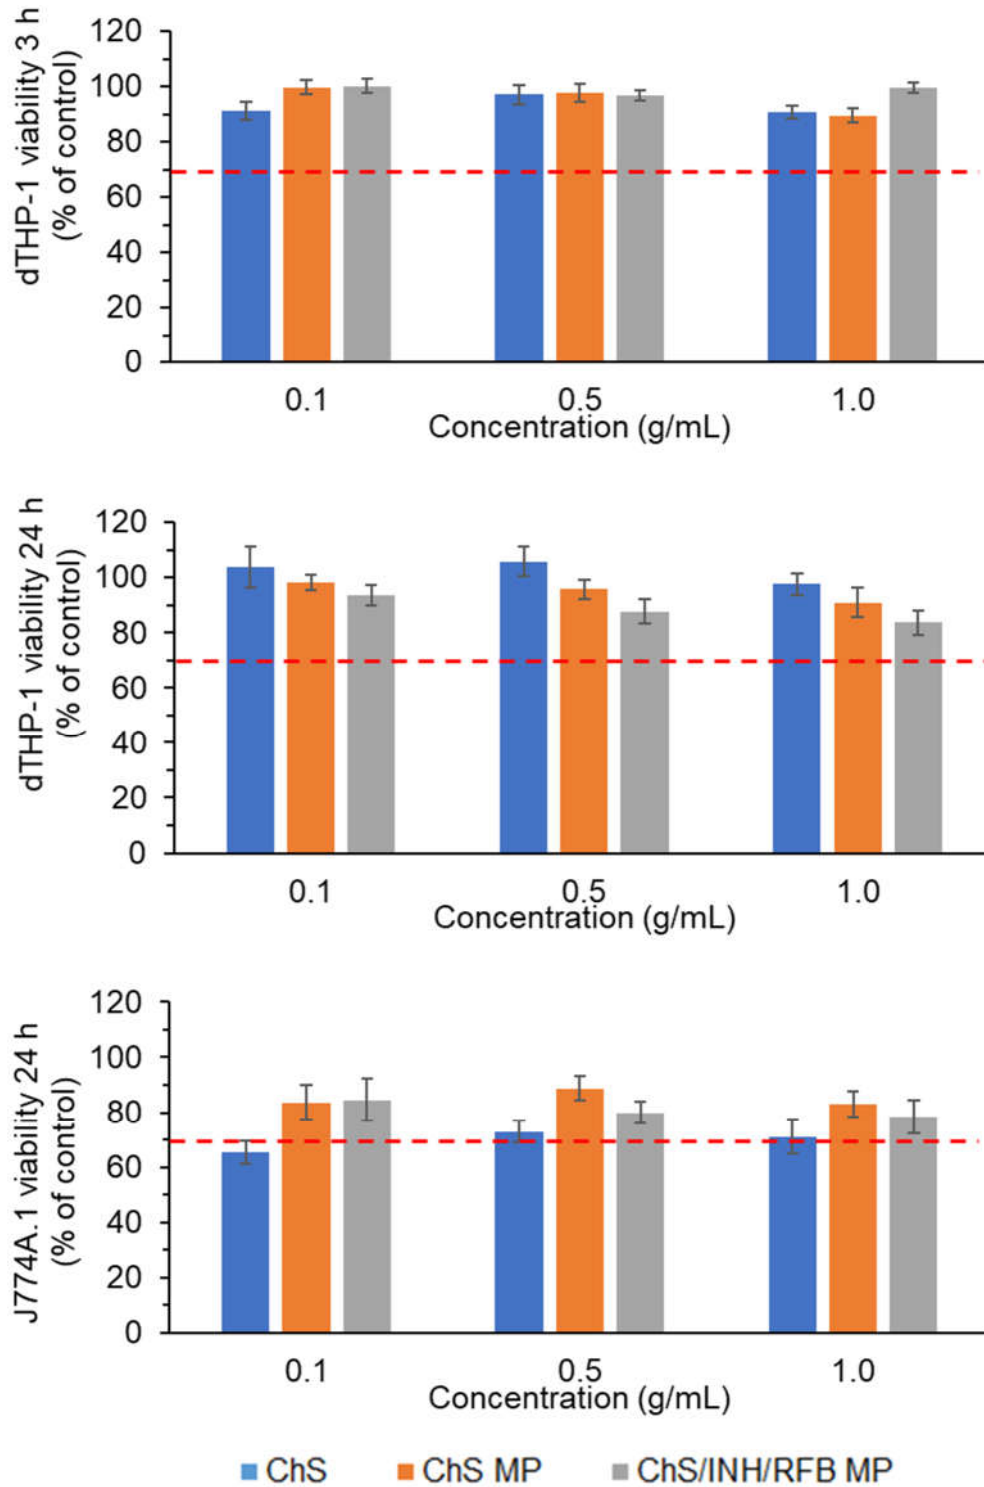 dTHP-1 viability 3 h
(% of control)
120
100
80
60
40
20
0
0.1 0.5 1.0
Concentration (g/mL)
dTHP-1 viability 24 h
(% of control)
120
100
80
60
40
20
0
0.1 0.5 1.0
Concentration (g/mL)
J774A.1 viability 24 h
(% of control)
120
100
80
60
40
20
0
0.1 0.5 1.0
Concentration (g/mL)
ChS ChS MP ChS/INH/RFB MP